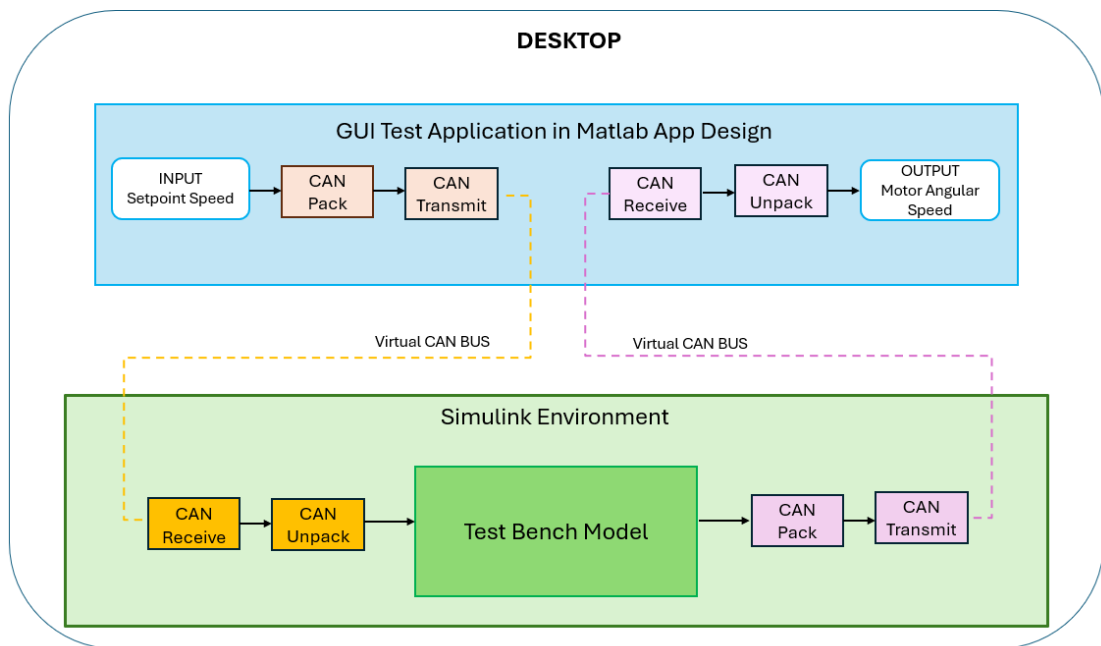 DESKTOP
GUI Test Application in Matlab App Design
INPUT
Setpoint Speed
CAN
Pack
CAN
Transmit
CAN
Receive
CAN
Unpack
OUTPUT
Motor Angular
Speed
Virtual CAN BUS
Virtual CAN BUS
Simulink Environment
CAN
Receive
CAN
Unpack
Test Bench Model
CAN
Pack
CAN
Transmit